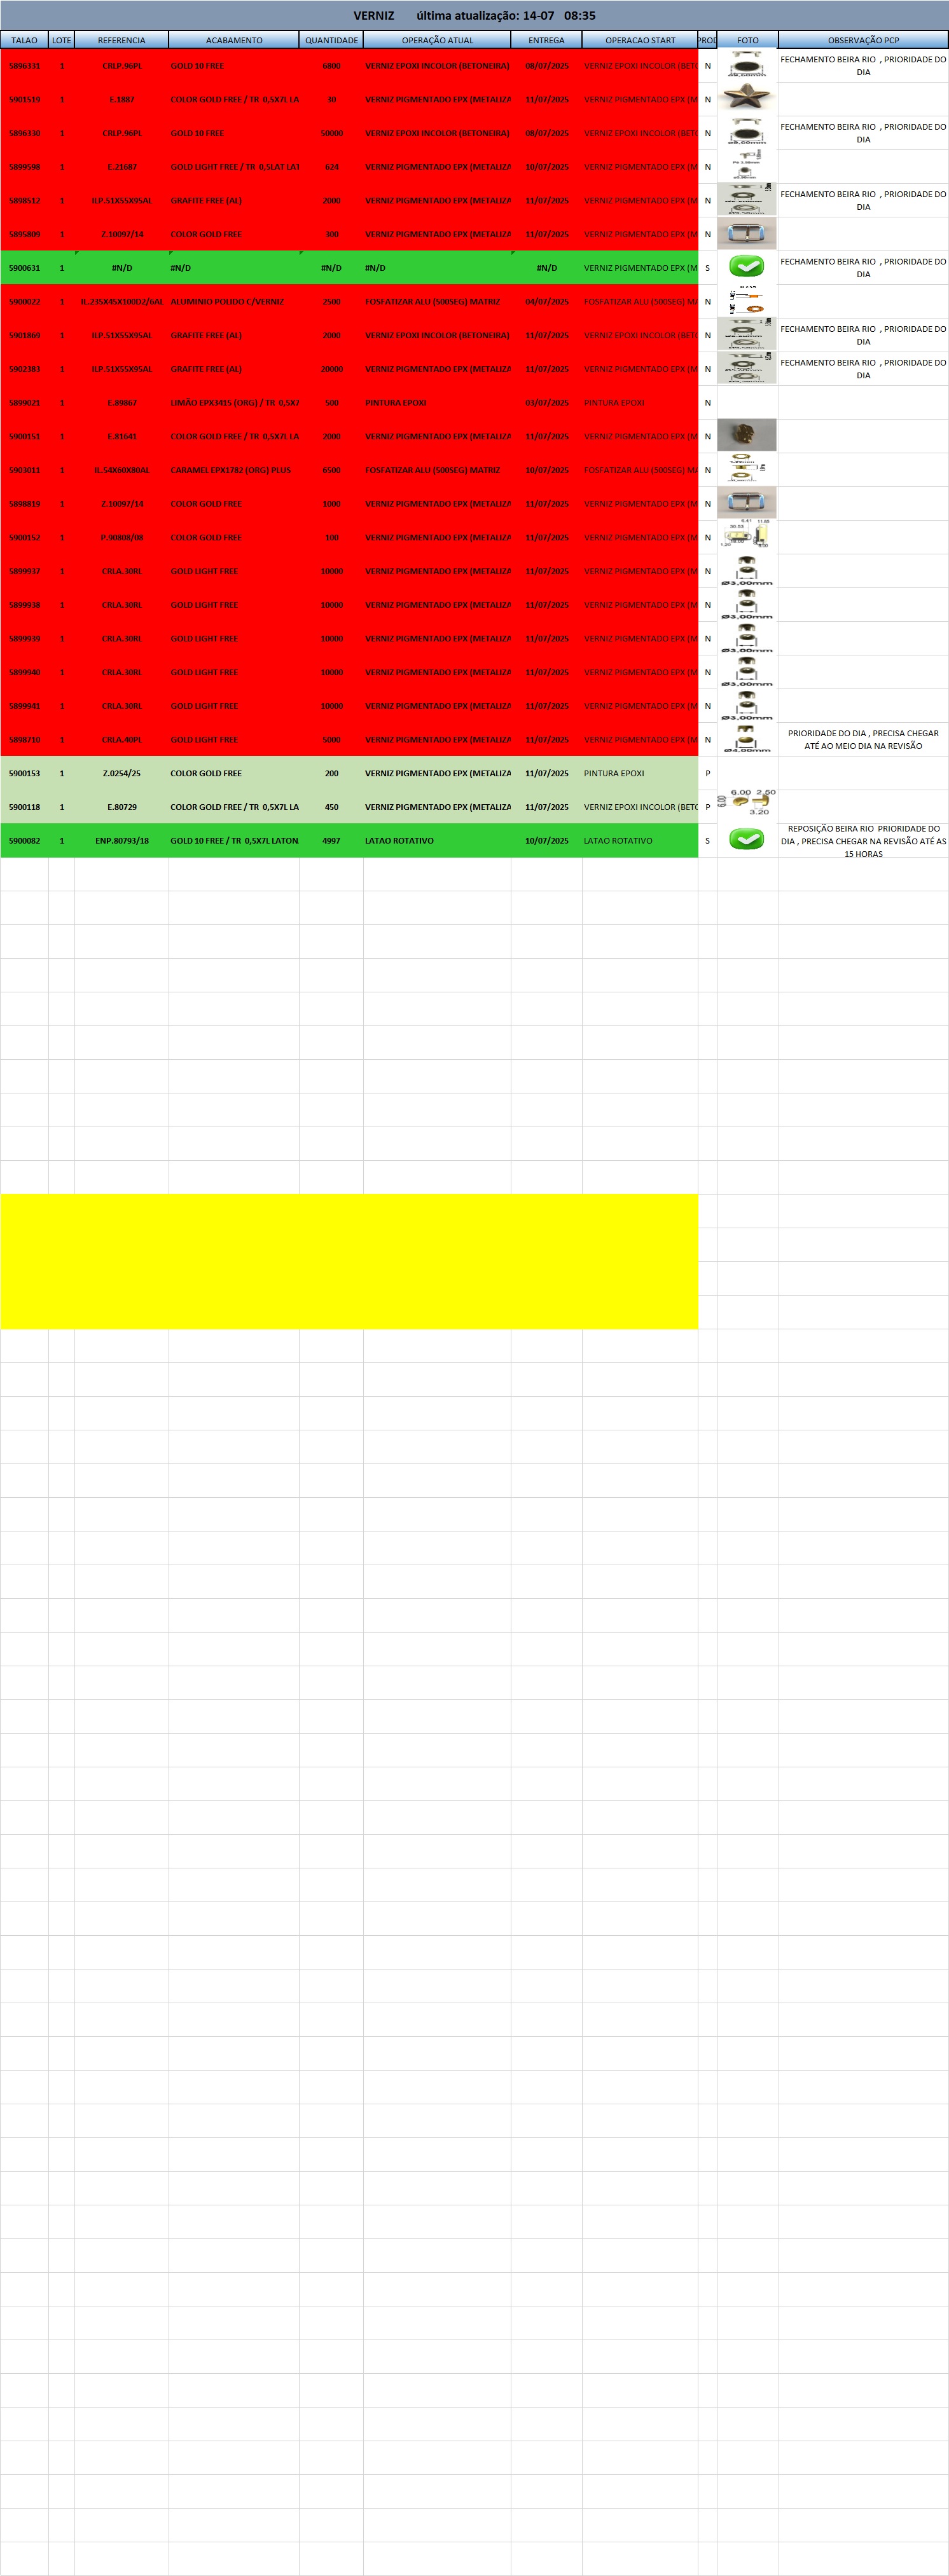 VERNIZ última atualização: 14-07 08:35
TALAO LOTE REFERENCIA ACABAMENTO QUANTIDADE OPERAÇÃO ATUAL ENTREGA OPERACAO START PROD FOTO OBSERVAÇÃO PCP
5896331 1 CRLP.96PL GOLD 10 FREE 6800 VERNIZ EPOXI INCOLOR (BETONEIRA) 08/07/2025 VERNIZ EPOXI INCOLOR (BETO N FECHAMENTO BEIRA RIO , PRIORIDADE DO
DIA
5901519 1 E.1887 COLOR GOLD FREE / TR 0,5X7L LA 30 VERNIZ PIGMENTADO EPX (METALIZA 11/07/2025 VERNIZ PIGMENTADO EPX (M N
5896330 1 CRLP.96PL GOLD 10 FREE 50000 VERNIZ EPOXI INCOLOR (BETONEIRA) 08/07/2025 VERNIZ EPOXI INCOLOR (BETO N FECHAMENTO BEIRA RIO , PRIORIDADE DO
DIA
5899598 1 E.21687 GOLD LIGHT FREE / TR 0,5LAT LAT 624 VERNIZ PIGMENTADO EPX (METALIZA 10/07/2025 VERNIZ PIGMENTADO EPX (M N
5898512 1 ILP.51X55X95AL GRAFITE FREE (AL) 2000 VERNIZ PIGMENTADO EPX (METALIZA 11/07/2025 VERNIZ PIGMENTADO EPX (M N FECHAMENTO BEIRA RIO , PRIORIDADE DO
DIA
5895809 1 Z.10097/14 COLOR GOLD FREE 300 VERNIZ PIGMENTADO EPX (METALIZA 11/07/2025 VERNIZ PIGMENTADO EPX (M N
5900631 1 #N/D #N/D #N/D #N/D #N/D VERNIZ PIGMENTADO EPX (M S FECHAMENTO BEIRA RIO , PRIORIDADE DO
DIA
5900022 1 IL.235X45X100D2/6AL ALUMINIO POLIDO C/VERNIZ 2500 FOSFATIZAR ALU (500SEG) MATRIZ 04/07/2025 FOSFATIZAR ALU (500SEG) MA N
5901869 1 ILP.51X55X95AL GRAFITE FREE (AL) 2000 VERNIZ EPOXI INCOLOR (BETONEIRA) 11/07/2025 VERNIZ EPOXI INCOLOR (BETO N FECHAMENTO BEIRA RIO , PRIORIDADE DO
DIA
5902383 1 ILP.51X55X95AL GRAFITE FREE (AL) 20000 VERNIZ PIGMENTADO EPX (METALIZA 11/07/2025 VERNIZ PIGMENTADO EPX (M N FECHAMENTO BEIRA RIO , PRIORIDADE DO
DIA
5899021 1 E.89867 LIMÃO EPX3415 (ORG) / TR 0,5X7 500 PINTURA EPOXI 03/07/2025 PINTURA EPOXI N
5900151 1 E.81641 COLOR GOLD FREE / TR 0,5X7L LA 2000 VERNIZ PIGMENTADO EPX (METALIZA 11/07/2025 VERNIZ PIGMENTADO EPX (M N
5903011 1 IL.54X60X80AL CARAMEL EPX1782 (ORG) PLUS 6500 FOSFATIZAR ALU (500SEG) MATRIZ 10/07/2025 FOSFATIZAR ALU (500SEG) MA N
5898819 1 Z.10097/14 COLOR GOLD FREE 1000 VERNIZ PIGMENTADO EPX (METALIZA 11/07/2025 VERNIZ PIGMENTADO EPX (M N
5900152 1 P.90808/08 COLOR GOLD FREE 100 VERNIZ PIGMENTADO EPX (METALIZA 11/07/2025 VERNIZ PIGMENTADO EPX (M N
5899937 1 CRLA.30RL GOLD LIGHT FREE 10000 VERNIZ PIGMENTADO EPX (METALIZA 11/07/2025 VERNIZ PIGMENTADO EPX (M N Ø3,00mm
5899938 1 CRLA.30RL GOLD LIGHT FREE 10000 VERNIZ PIGMENTADO EPX (METALIZA 11/07/2025 VERNIZ PIGMENTADO EPX (M N Ø3,00mm
5899939 1 CRLA.30RL GOLD LIGHT FREE 10000 VERNIZ PIGMENTADO EPX (METALIZA 11/07/2025 VERNIZ PIGMENTADO EPX (M N Ø3,00mm
5899940 1 CRLA.30RL GOLD LIGHT FREE 10000 VERNIZ PIGMENTADO EPX (METALIZA 11/07/2025 VERNIZ PIGMENTADO EPX (M N Ø3,00mm
5899941 1 CRLA.30RL GOLD LIGHT FREE 10000 VERNIZ PIGMENTADO EPX (METALIZA 11/07/2025 VERNIZ PIGMENTADO EPX (M N Ø3,00mm
5898710 1 CRLA.40PL GOLD LIGHT FREE 5000 VERNIZ PIGMENTADO EPX (METALIZA 11/07/2025 VERNIZ PIGMENTADO EPX (M N Ø4,00mm PRIORIDADE DO DIA , PRECISA CHEGAR
ATÉ AO MEIO DIA NA REVISÃO
5900153 1 Z.0254/25 COLOR GOLD FREE 200 VERNIZ PIGMENTADO EPX (METALIZA 11/07/2025 PINTURA EPOXI P
5900118 1 E.80729 COLOR GOLD FREE / TR 0,5X7L LA 450 VERNIZ PIGMENTADO EPX (METALIZA 11/07/2025 VERNIZ EPOXI INCOLOR (BETO P 6.00 6.00 2.50 3.20
5900082 1 ENP.80793/18 GOLD 10 FREE / TR 0,5X7L LATON 4997 LATAO ROTATIVO 10/07/2025 LATAO ROTATIVO S REPOSIÇÃO BEIRA RIO PRIORIDADE DO
DIA , PRECISA CHEGAR NA REVISÃO ATÉ AS
15 HORAS